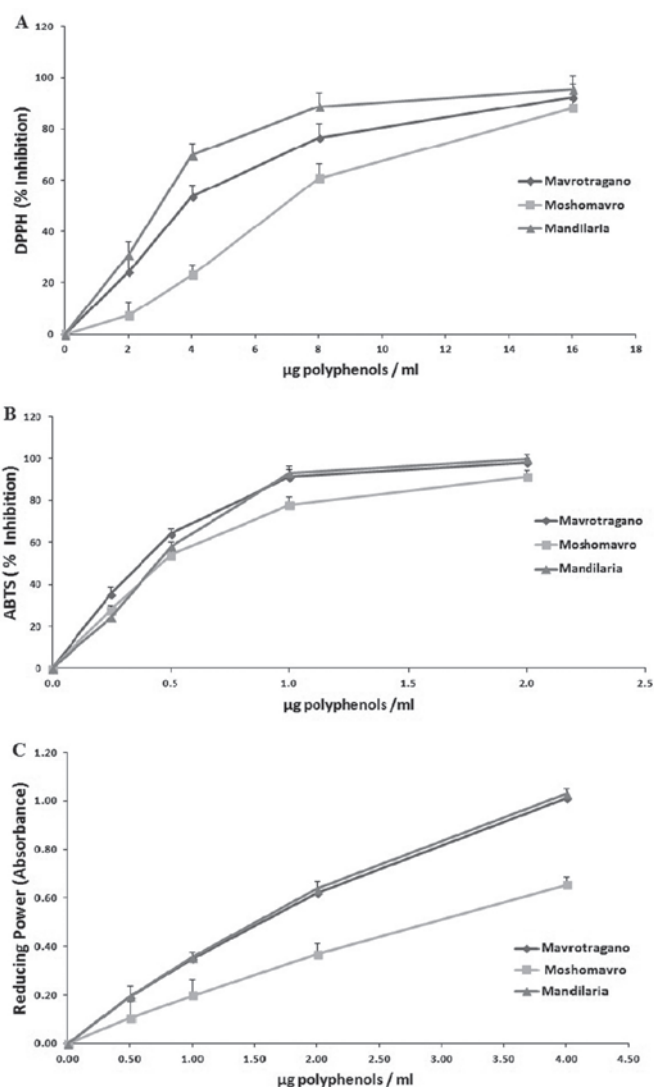 A
120
100
80
60
40
20
0
DPPH (% Inhibition)
0 2 4 6 8 10 12 14 16 18
µg polyphenols / ml
Mavrotragano
Moshomavro
Mandilaria
B
120
100
80
60
40
20
0
ABTS ( % Inhibition)
0.0 0.5 1.0 1.5 2.0 2.5
µg polyphenols /ml
Mavrotragano
Moshomavro
Mandilaria
C
1.20
1.00
0.80
0.60
0.40
0.20
0.00
Reducing Power (Absorbance)
0.00 0.50 1.00 1.50 2.00 2.50 3.00 3.50 4.00 4.50
µg polyphenols / ml
Mavrotragano
Moshomavro
Mandilaria